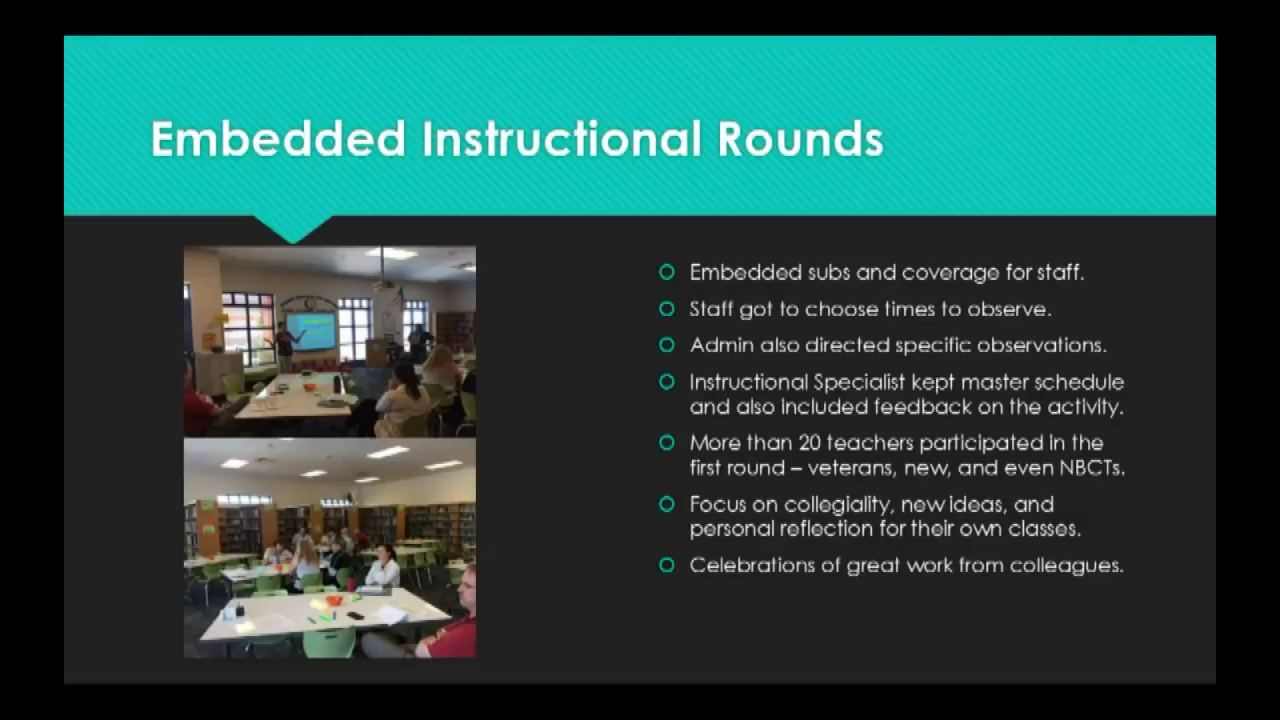 Embedded Instructional Rounds
Embedded subs and coverage for staff.
Staff got to choose times to observe.
Admin also directed specific observations.
Instructional Specialist kept master schedule
and also included feedback on the activity.
More than 20 teachers participated in the
first round – veterans, new, and even NBCTs.
Focus on collegiality, new ideas, and
personal reflection for their own classes.
Celebrations of great work from colleagues.